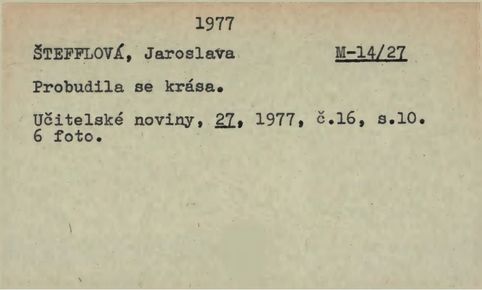 1977
ŠTEFFLOVÁ, Jaroslava M-14/27
Probudila se krása.
Učitelské noviny, 27, 1977, č.16, s.10.
6 foto.